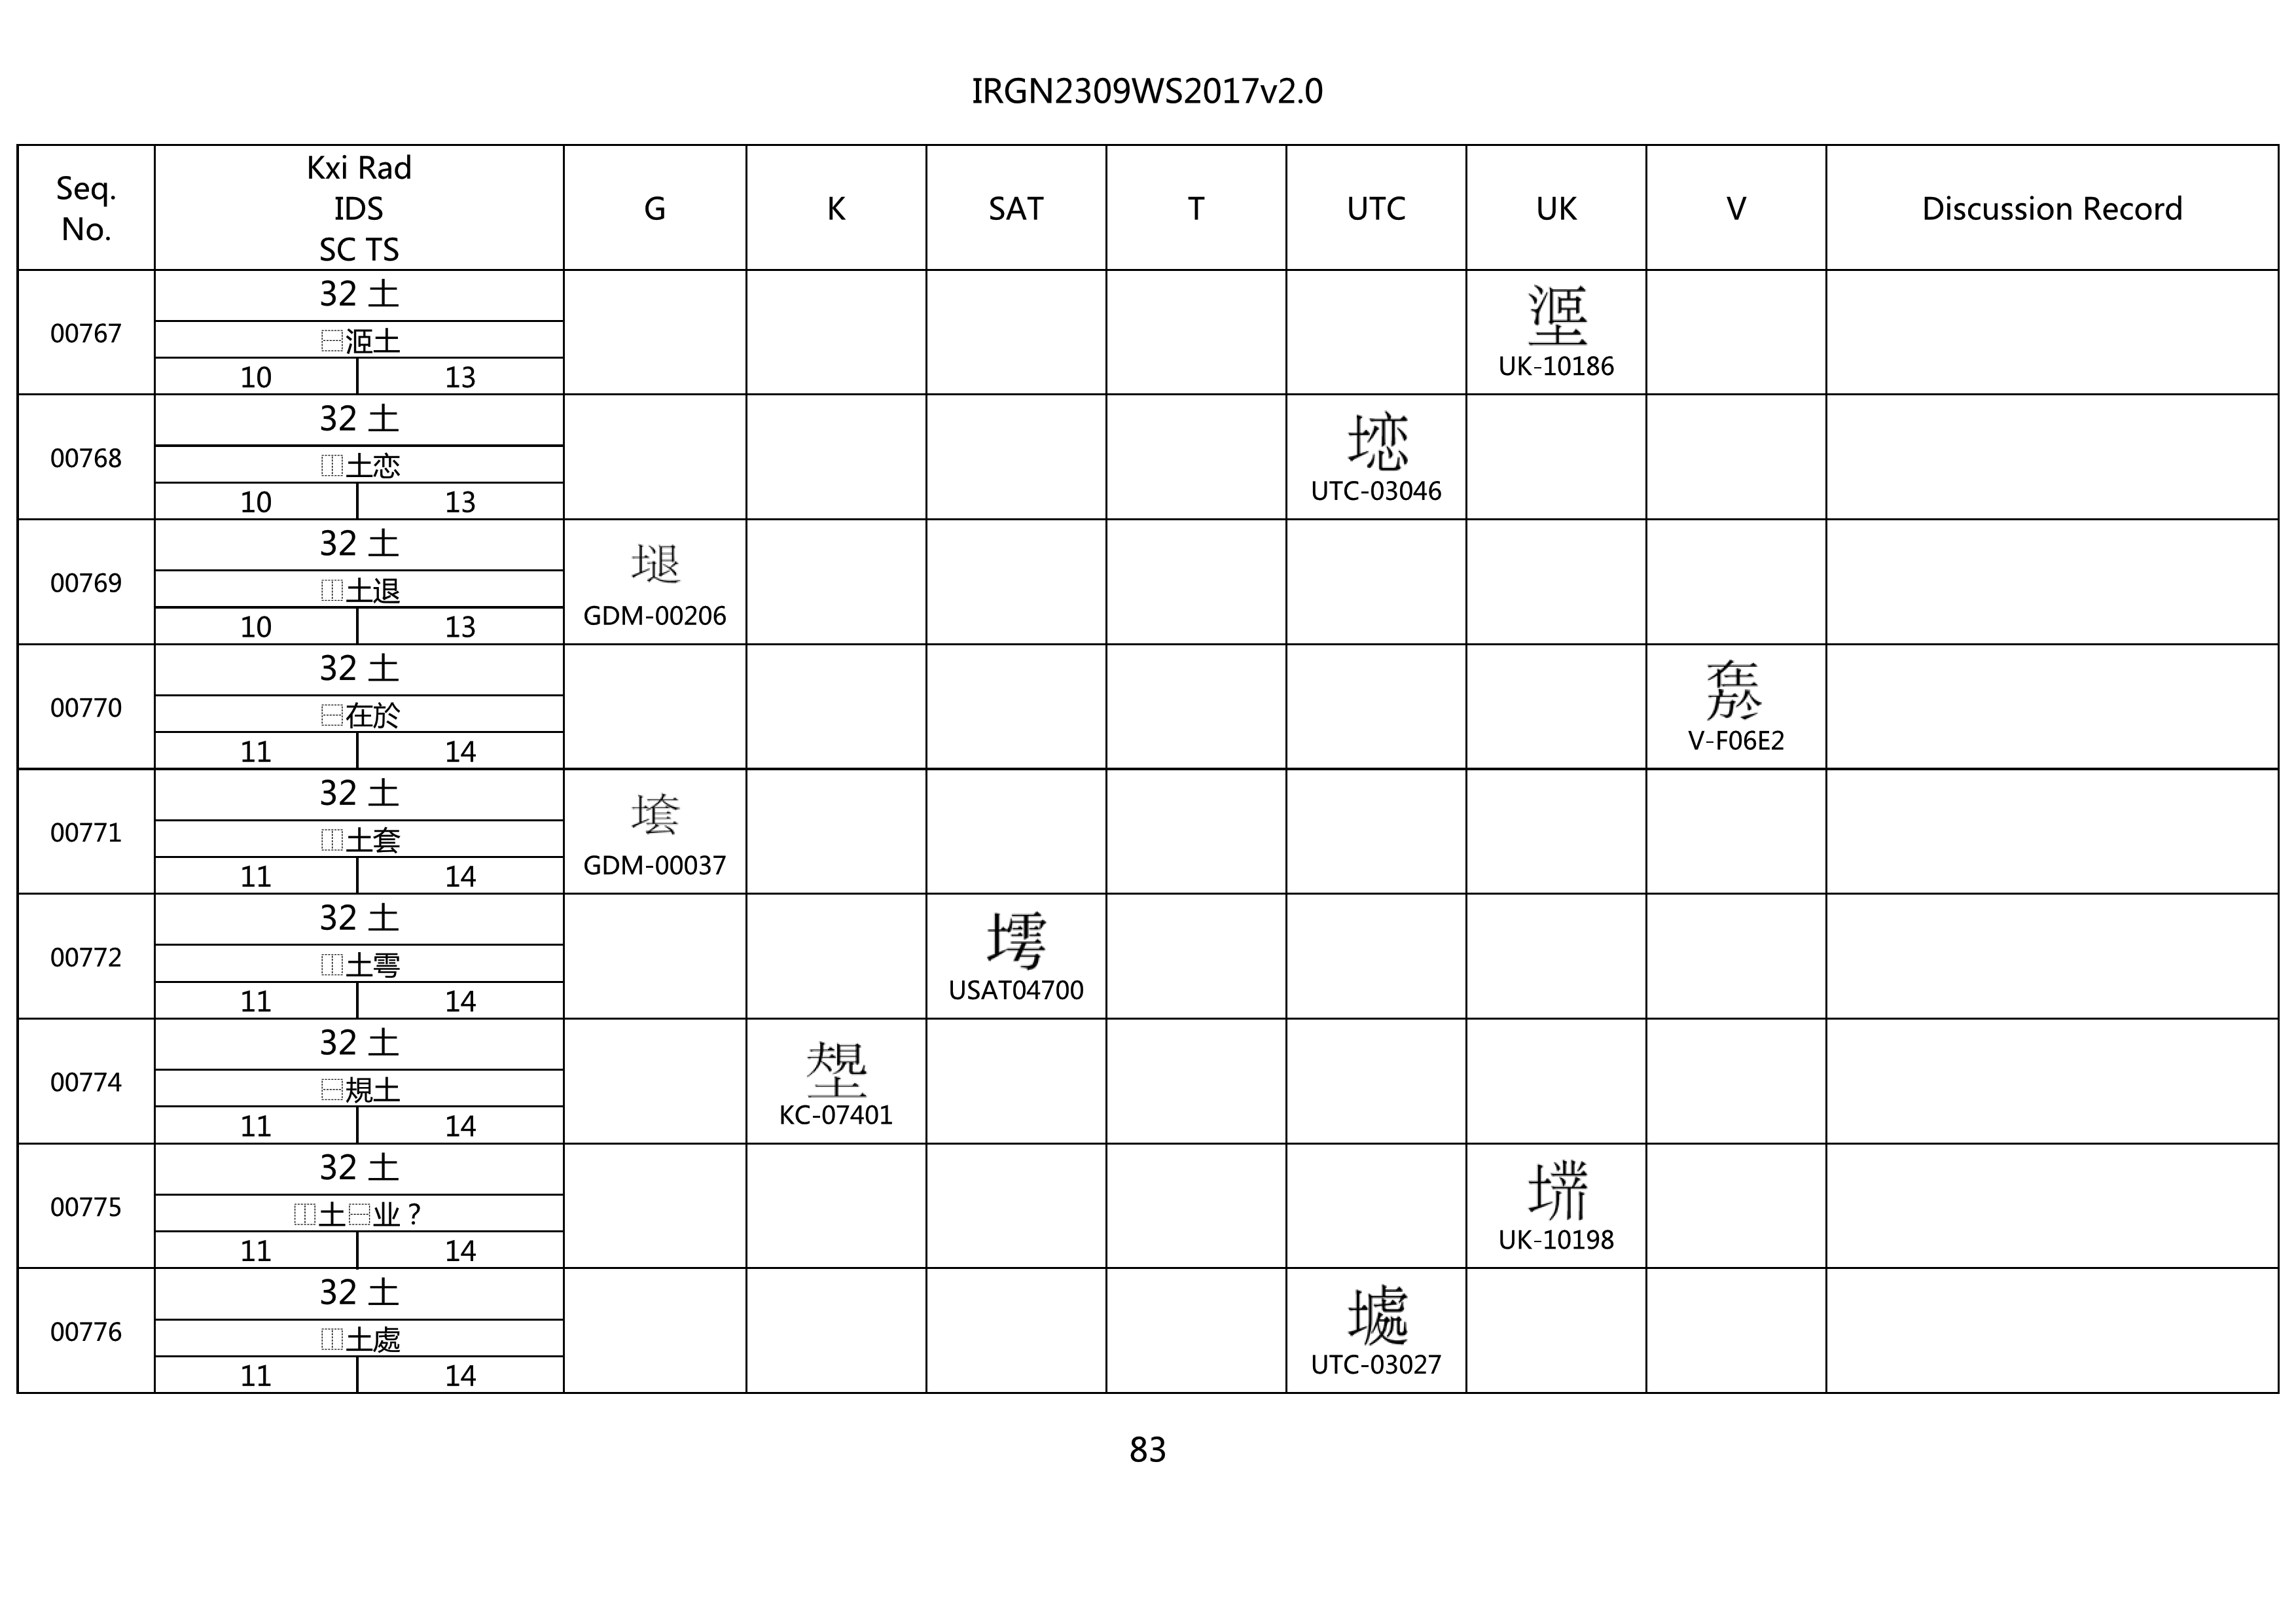 IRGN2309WS2017v2.0
Seq. No. | Kxi Rad IDS SC TS | G | K | SAT | T | UTC | UK | V | Discussion Record
00767
32 土
⿱洍土
10 13
UK-10186
00768
32 土
⿰土恋
10 13
UTC-03046
00769
32 土
⿰土退
10 13
GDM-00206
00770
32 土
⿱在於
11 14
V-F06E2
00771
32 土
⿰土套
11 14
GDM-00037
00772
32 土
⿰土雩
11 14
USAT04700
00774
32 土
⿱規土
11 14
KC-07401
00775
32 土
⿰土⿱业?
11 14
UK-10198
00776
32 土
⿰土處
11 14
UTC-03027
83